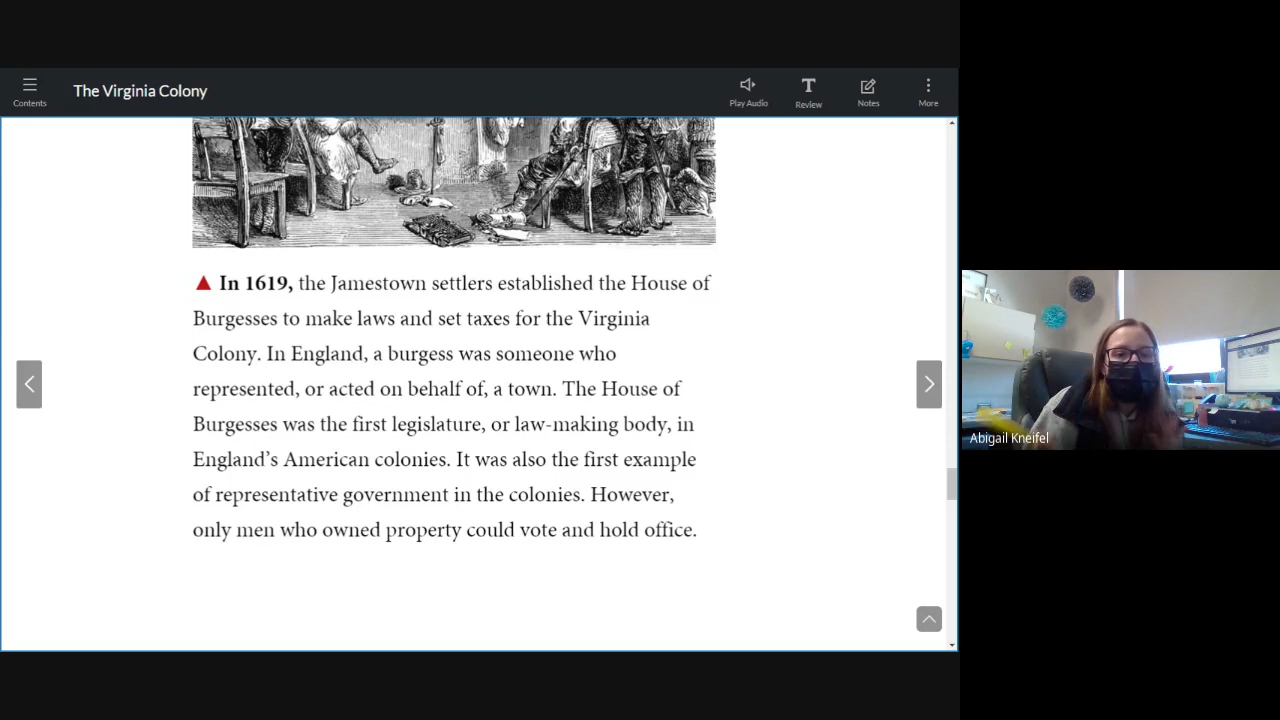 The Virginia Colony
Contents
Play Audio
Review
Notes
More
▲ In 1619, the Jamestown settlers established the House of
Burgesses to make laws and set taxes for the Virginia
Colony. In England, a burgess was someone who
represented, or acted on behalf of, a town. The House of
Burgesses was the first legislature, or law-making body, in
England’s American colonies. It was also the first example
of representative government in the colonies. However,
only men who owned property could vote and hold office.
Abigail Kneifel